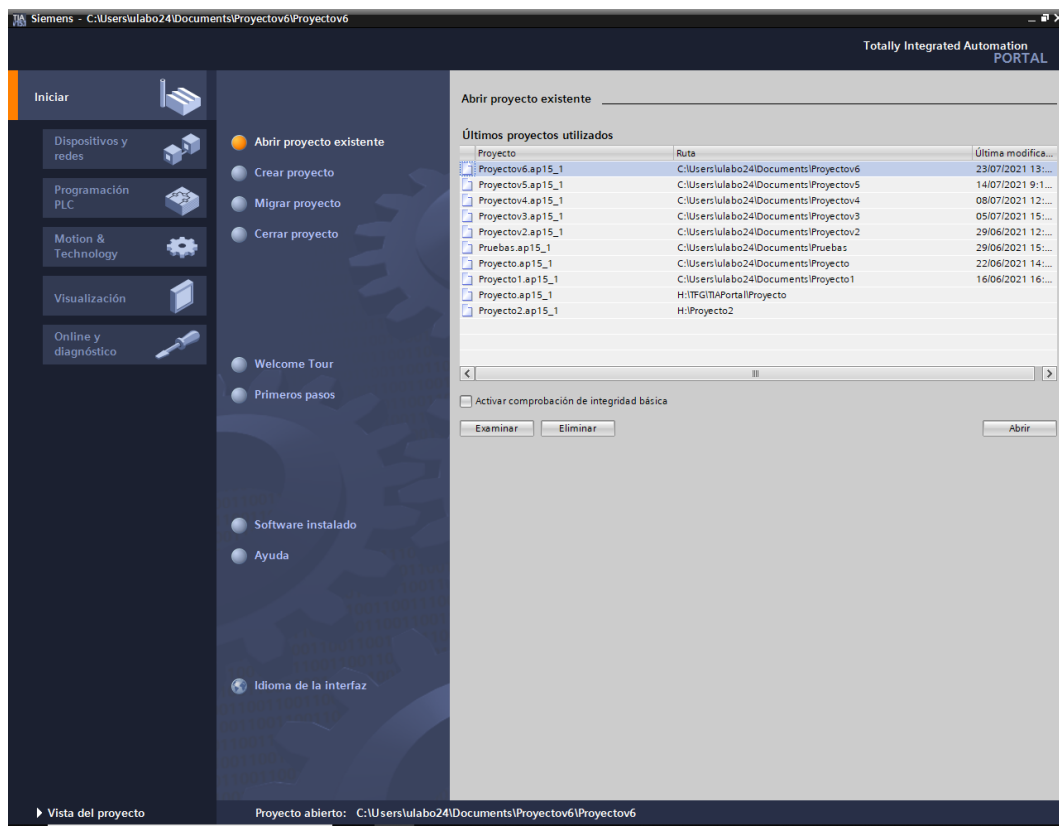 Siemens - C:\Users\ulabo24\Documents\Proyectov6\Proyectov6
Totally Integrated Automation
PORTAL
Iniciar
Dispositivos y
redes
Programación
PLC
Motion &
Technology
Visualización
Online y
diagnóstico
Abrir proyecto existente
Crear proyecto
Migrar proyecto
Cerrar proyecto
Welcome Tour
Primeros pasos
Software instalado
Ayuda
Idioma de la interfaz
Abrir proyecto existente
Últimos proyectos utilizados
Proyecto Ruta Última modifica...
Proyectov6.ap15_1 C:\Users\ulabo24\Documents\Proyectov6 23/07/2021 13:...
Proyectov5.ap15_1 C:\Users\ulabo24\Documents\Proyectov5 14/07/2021 9:1...
Proyectov4.ap15_1 C:\Users\ulabo24\Documents\Proyectov4 08/07/2021 12:...
Proyectov3.ap15_1 C:\Users\ulabo24\Documents\Proyectov3 05/07/2021 15:...
Proyectov2.ap15_1 C:\Users\ulabo24\Documents\Proyectov2 29/06/2021 12:...
Pruebas.ap15_1 C:\Users\ulabo24\Documents\Pruebas 29/06/2021 15:...
Proyecto.ap15_1 C:\Users\ulabo24\Documents\Proyecto 22/06/2021 14:...
Proyecto1.ap15_1 C:\Users\ulabo24\Documents\Proyecto1 16/06/2021 16:...
Proyecto.ap15_1 H:\TFG\TIAPortal\Proyecto
Proyecto2.ap15_1 H:\Proyecto2
Activar comprobación de integridad básica
Examinar Eliminar Abrir
Vista del proyecto Proyecto abierto: C:\Users\ulabo24\Documents\Proyectov6\Proyectov6